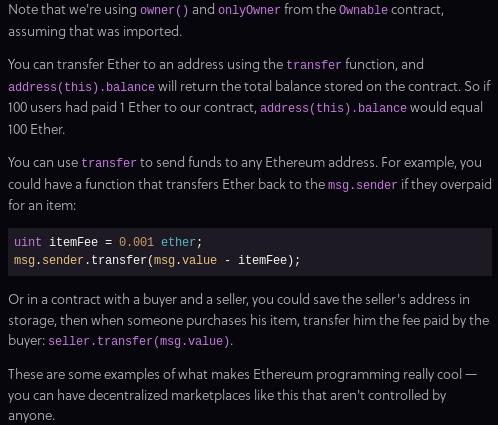 Note that we're using owner() and onlyOwner from the Ownable contract,
assuming that was imported.
You can transfer Ether to an address using the transfer function, and
address(this).balance will return the total balance stored on the contract. So if
100 users had paid 1 Ether to our contract, address(this).balance would equal
100 Ether.
You can use transfer to send funds to any Ethereum address. For example, you
could have a function that transfers Ether back to the msg.sender if they overpaid
for an item:
uint itemFee = 0.001 ether;
msg.sender.transfer(msg.value - itemFee);
Or in a contract with a buyer and a seller, you could save the seller's address in
storage, then when someone purchases his item, transfer him the fee paid by the
buyer: seller.transfer(msg.value).
These are some examples of what makes Ethereum programming really cool —
you can have decentralized marketplaces like this that aren't controlled by
anyone.